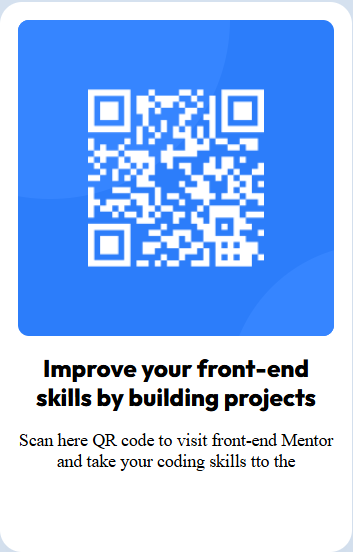 Improve your front-end
skills by building projects
Scan here QR code to visit front-end Mentor
and take your coding skills tto the